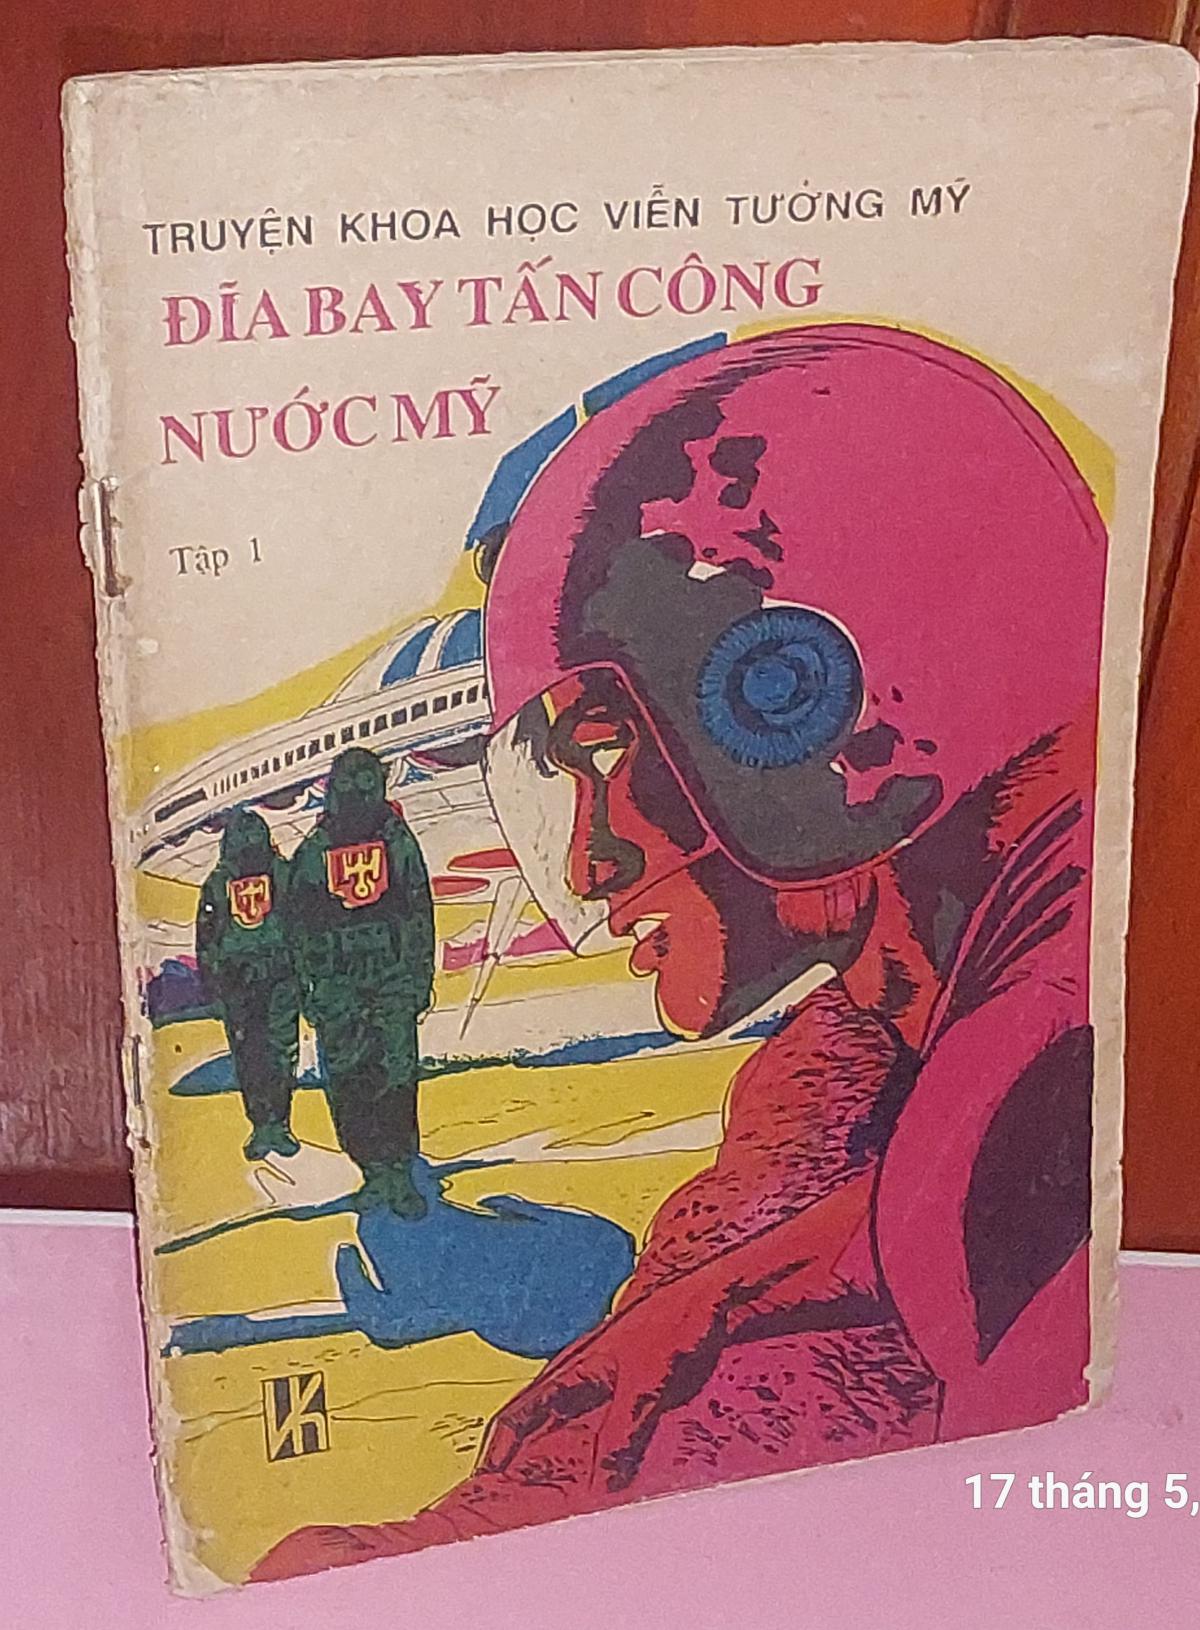 TRUYỆN KHOA HỌC VIỄN TƯỞNG MỸ
ĐĨA BAY TẤN CÔNG
NƯỚC MỸ
Tập 1
17 tháng 5,